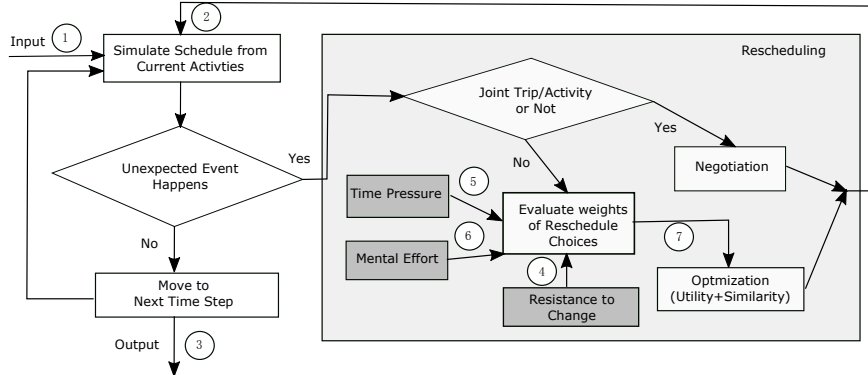 Input
1
2
Simulate Schedule from
Current Activties
Rescheduling
Joint Trip/Activity
or Not
Yes
Yes
Unexpected Event
Happens
No
Negotiation
Time Pressure
5
Evaluate weights
of Reschedule
Choices
6
7
Mental Effort
No
4
Move to
Next Time Step
Optmization
(Utility+Similarity)
Resistance to
Change
Output
3